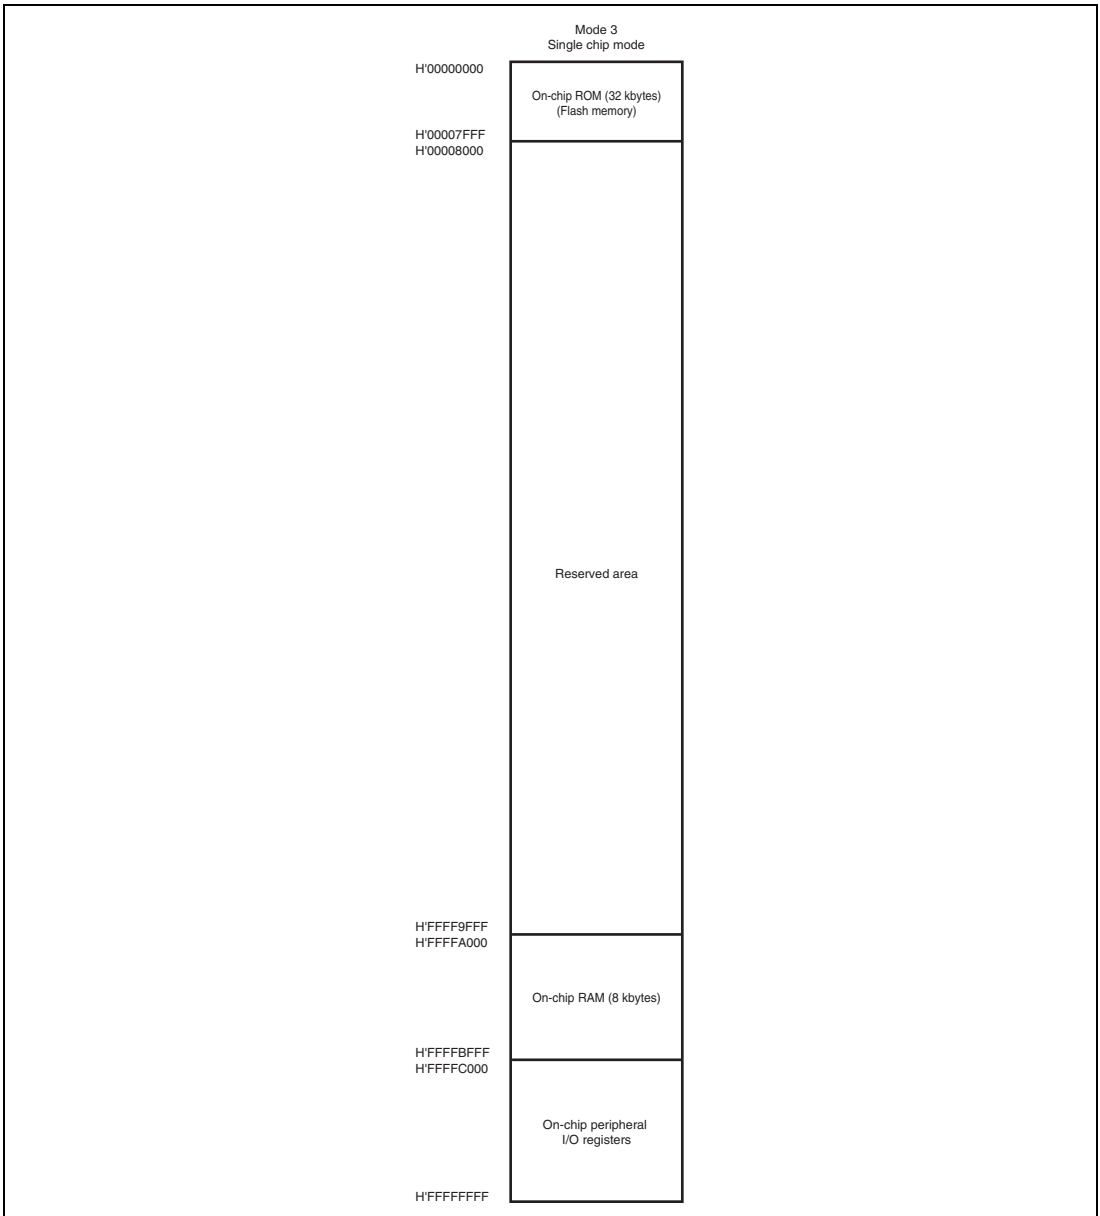 Mode 3
Single chip mode
H'00000000
On-chip ROM (32 kbytes)
(Flash memory)
H'00007FFF
H'00008000
Reserved area
H'FFFF9FFF
H'FFFFA000
On-chip RAM (8 kbytes)
H'FFFFBFFF
H'FFFFC000
On-chip peripheral
I/O registers
H'FFFFFFFF